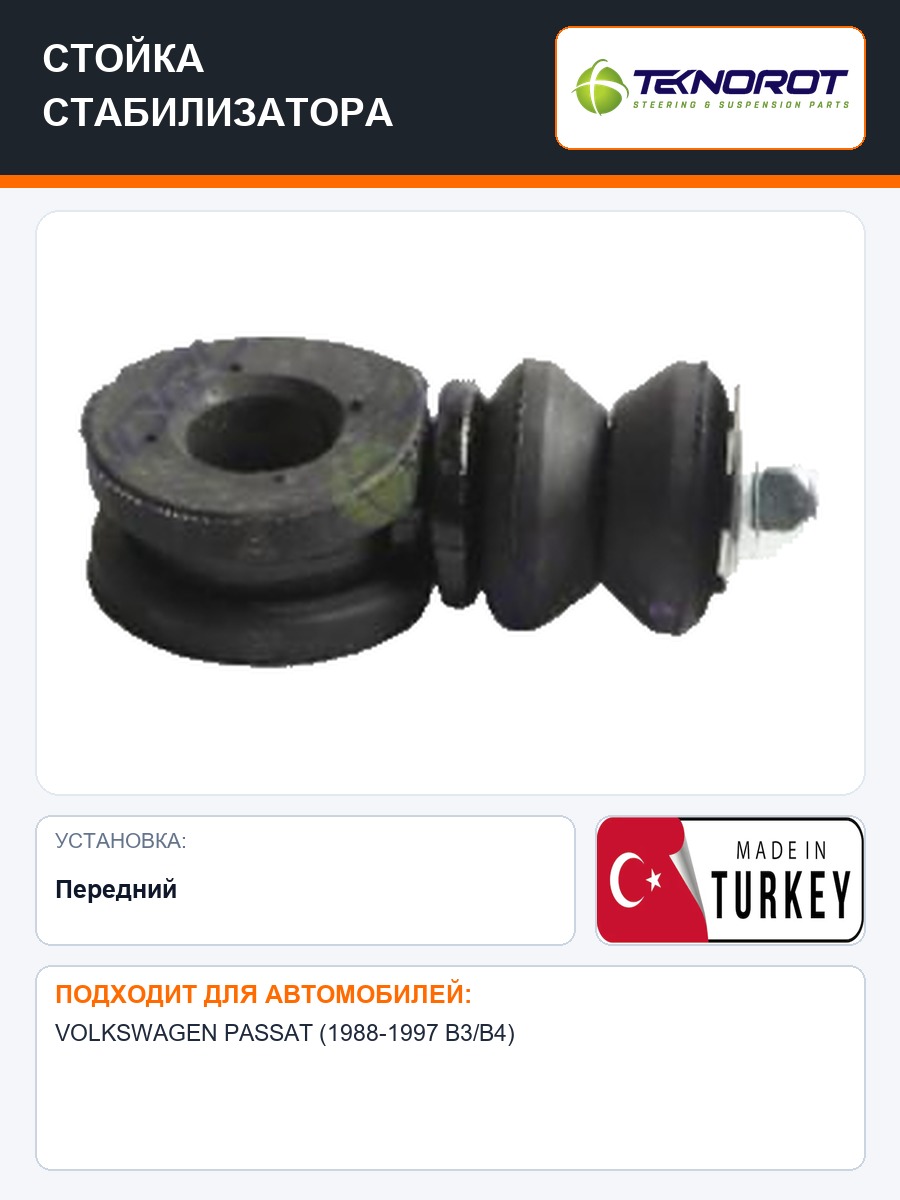 СТОЙКА
СТАБИЛИЗАТОРА
TEKNOROT
STEERING & SUSPENSION PARTS
УСТАНОВКА:
Передний
MADE IN
TURKEY
ПОДХОДИТ ДЛЯ АВТОМОБИЛЕЙ:
VOLKSWAGEN PASSAT (1988-1997 B3/B4)